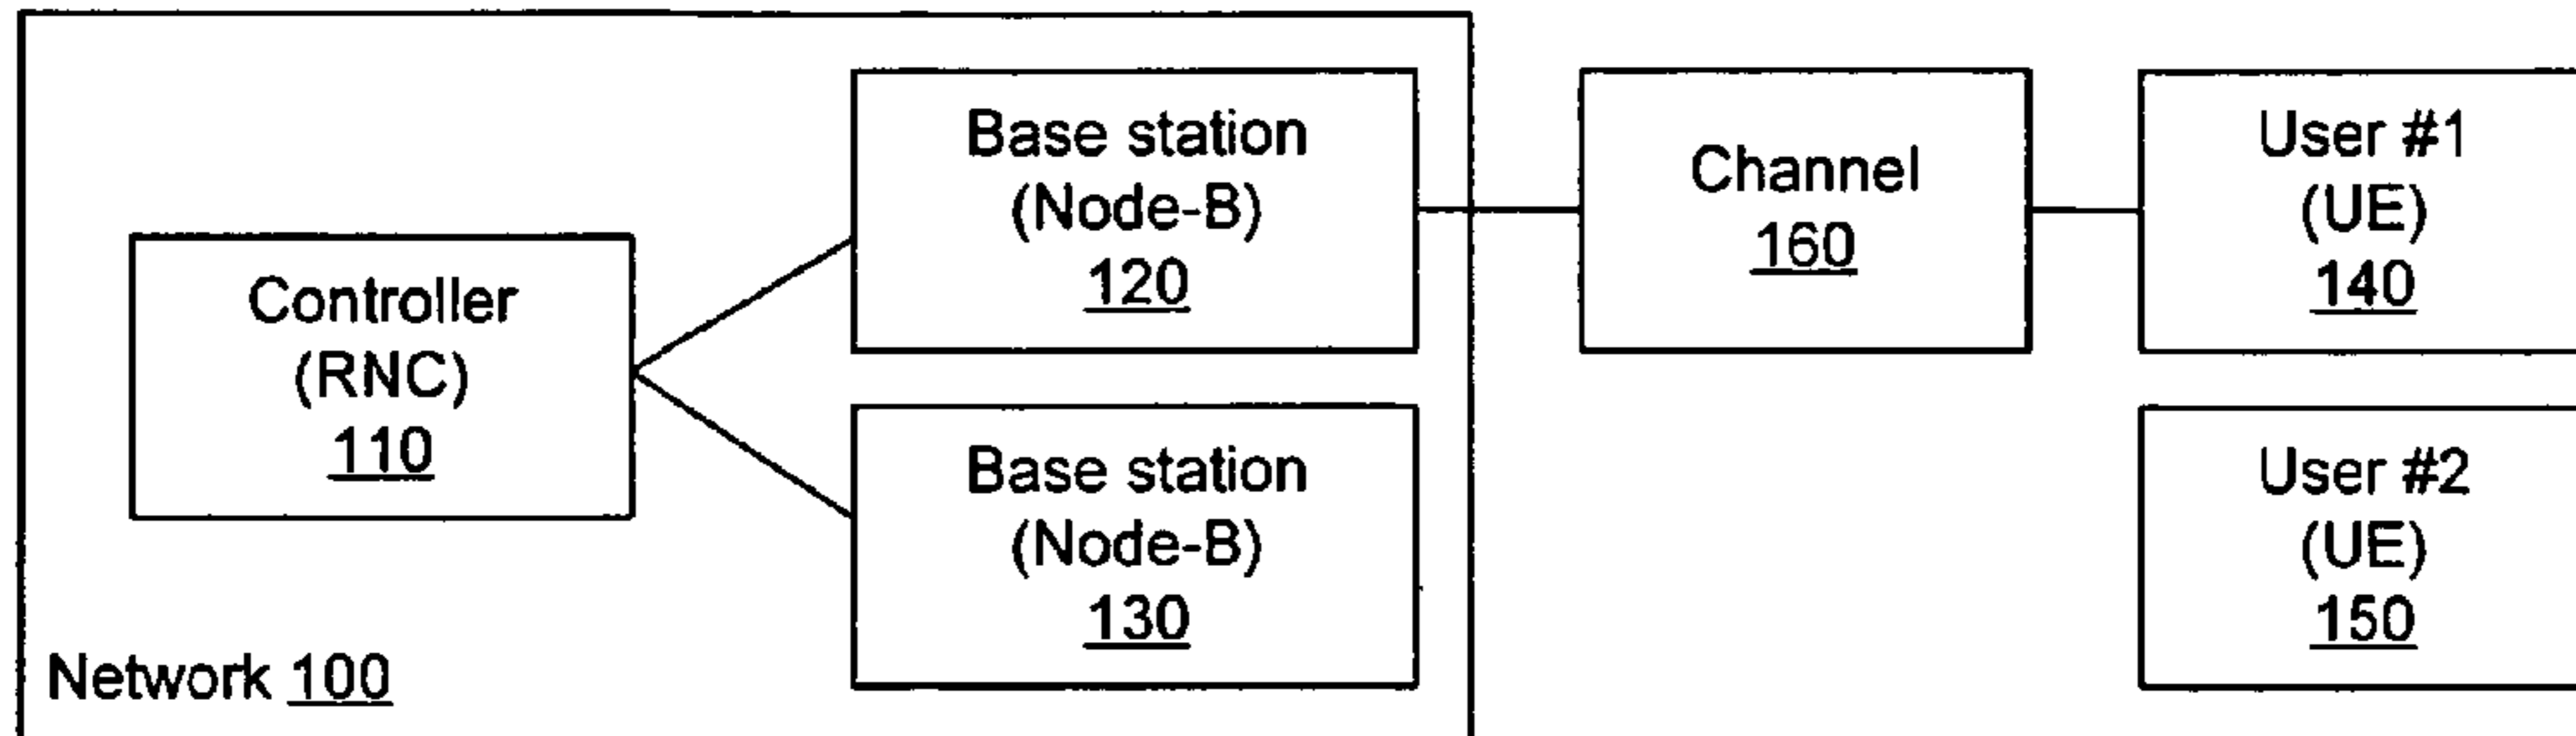 Controller
(RNC)
110
Base station
(Node-B)
120
Base station
(Node-B)
130
Network 100
Channel
160
User #1
(UE)
140
User #2
(UE)
150